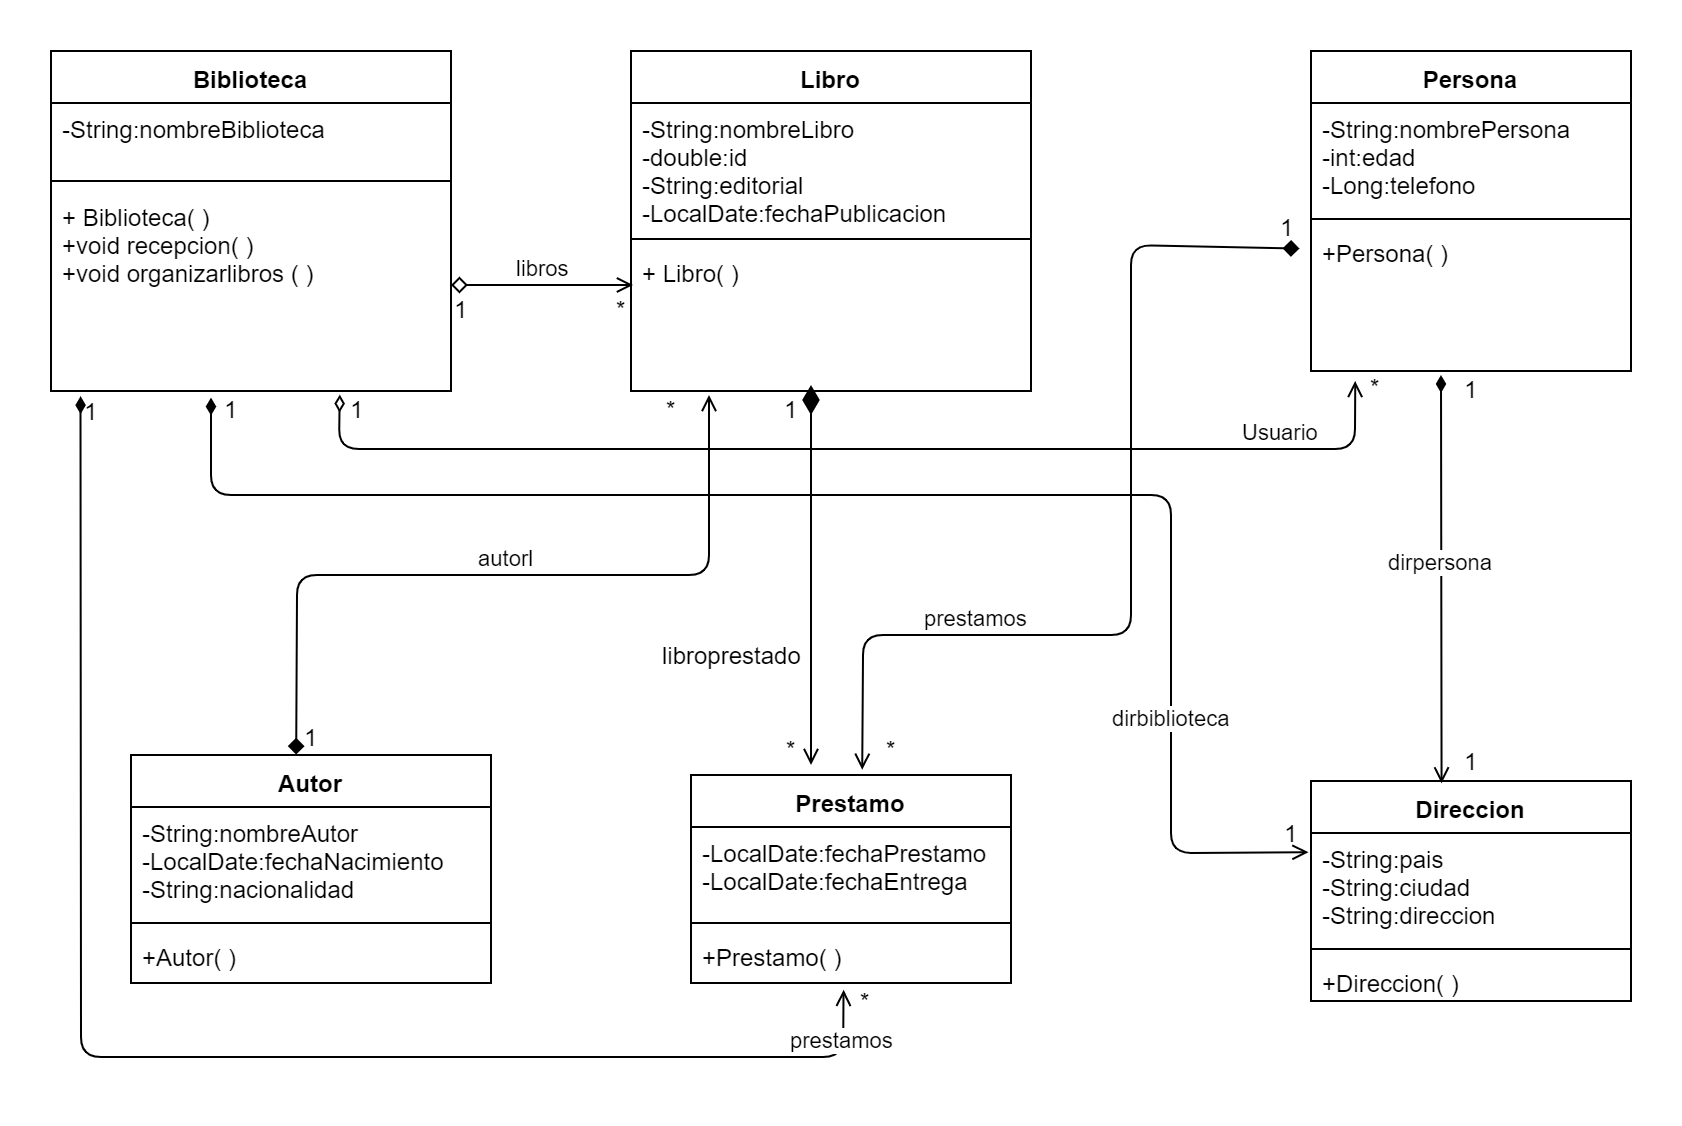 Biblioteca
-String:nombreBiblioteca
+ Biblioteca( )
+void recepcion( )
+void organizarlibros ( )
Libro
-String:nombreLibro
-double:id
-String:editorial
-LocalDate:fechaPublicacion
+ Libro( )
Persona
-String:nombrePersona
-int:edad
-Long:telefono
+Persona( )
libros
1
*
1
1
1
1
*
1
*
1
Usuario
autorl
dirpersona
prestamos
libroprestado
dirbiblioteca
1
*
*
1
1
Autor
-String:nombreAutor
-LocalDate:fechaNacimiento
-String:nacionalidad
+Autor( )
Prestamo
-LocalDate:fechaPrestamo
-LocalDate:fechaEntrega
+Prestamo( )
Direccion
-String:pais
-String:ciudad
-String:direccion
+Direccion( )
*
prestamos